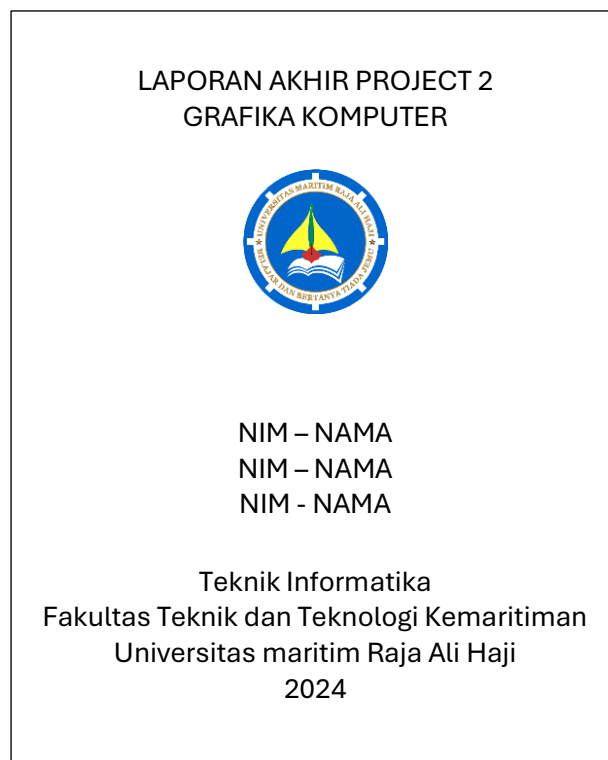 LAPORAN AKHIR PROJECT 2
GRAFIKA KOMPUTER
UNIVERSITAS MARITIM RAJA ALI HAJI
BELAJAR DAN BERTANYA TIADA JEMU
NIM – NAMA
NIM – NAMA
NIM - NAMA
Teknik Informatika
Fakultas Teknik dan Teknologi Kemaritiman
Universitas maritim Raja Ali Haji
2024